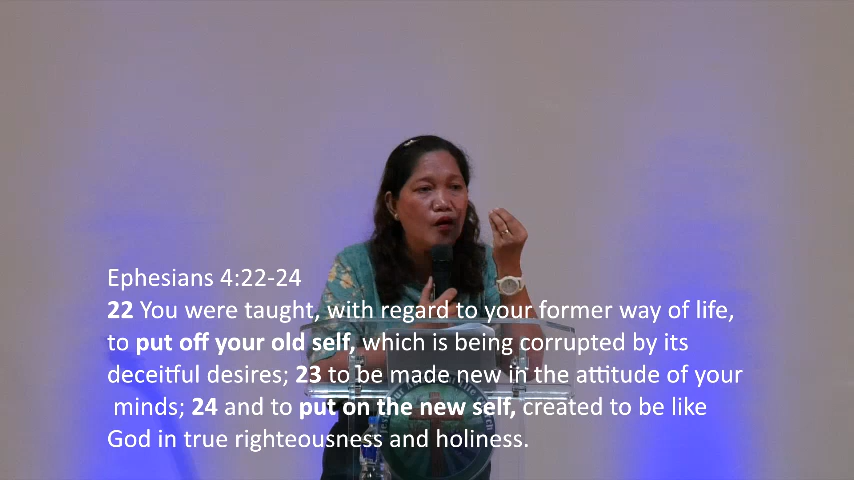 Ephesians 4:22-24
22 You were taught, with regard to your former way of life,
to put off your old self, which is being corrupted by its
deceitful desires; 23 to be made new in the attitude of your
minds; 24 and to put on the new self, created to be like
God in true righteousness and holiness.